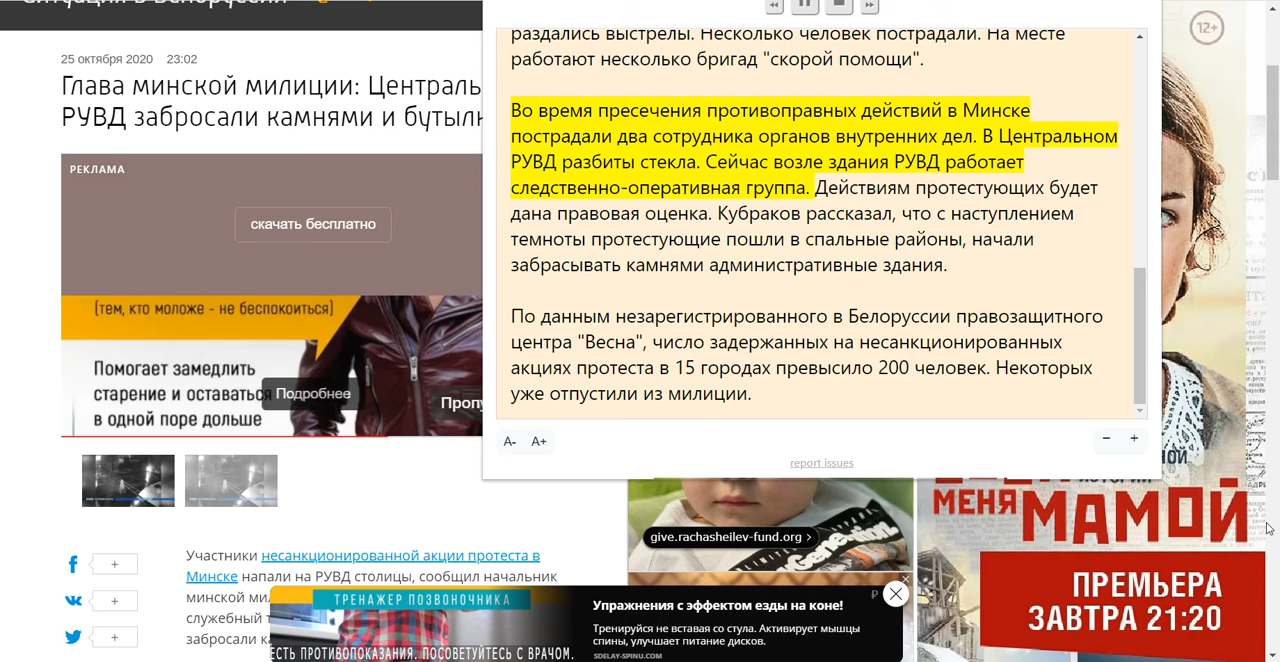 Ситуация в Белоруссии
25 октября 2020 23:02
Глава минской милиции: Централь
РУВД забросали камнями и бутылк
РЕКЛАМА
скачать бесплатно
(тем, кто моложе - не беспокоиться)
Помогает замедлить
старение и оставаться
в одной поре дольше
Подробнее
Пропу
+
+
+
Участники несанкционированной акции протеста в
Минске напали на РУВД столицы, сообщил начальник
минской
служебный
забросали
раздались выстрелы. Несколько человек пострадали. На месте
работают несколько бригад "скорой помощи".
Во время пресечения противоправных действий в Минске
пострадали два сотрудника органов внутренних дел. В Центральном
РУВД разбиты стекла. Сейчас возле здания РУВД работает
следственно-оперативная группа. Действиям протестующих будет
дана правовая оценка. Кубраков рассказал, что с наступлением
темноты протестующие пошли в спальные районы, начали
забрасывать камнями административные здания.
По данным незарегистрированного в Белоруссии правозащитного
центра "Весна", число задержанных на несанкционированных
акциях протеста в 15 городах превысило 200 человек. Некоторых
уже отпустили из милиции.
A- A+
− +
report issues
give.rachasheilev-fund.org >
Generation
ТРЕНАЖЕР ПОЗВОНОЧНИКА
ЕСТЬ ПРОТИВОПОКАЗАНИЯ. ПОСОВЕТУЙТЕСЬ С ВРАЧОМ.
Упражнения с эффектом езды на коне!
Тренируйся не вставая со стула. Активирует мышцы
спины, улучшает питание дисков.
SDELAY-SPINU.COM
₽
12+
МЕНЯ
МАМОЙ
ПРЕМЬЕРА
ЗАВТРА 21:20